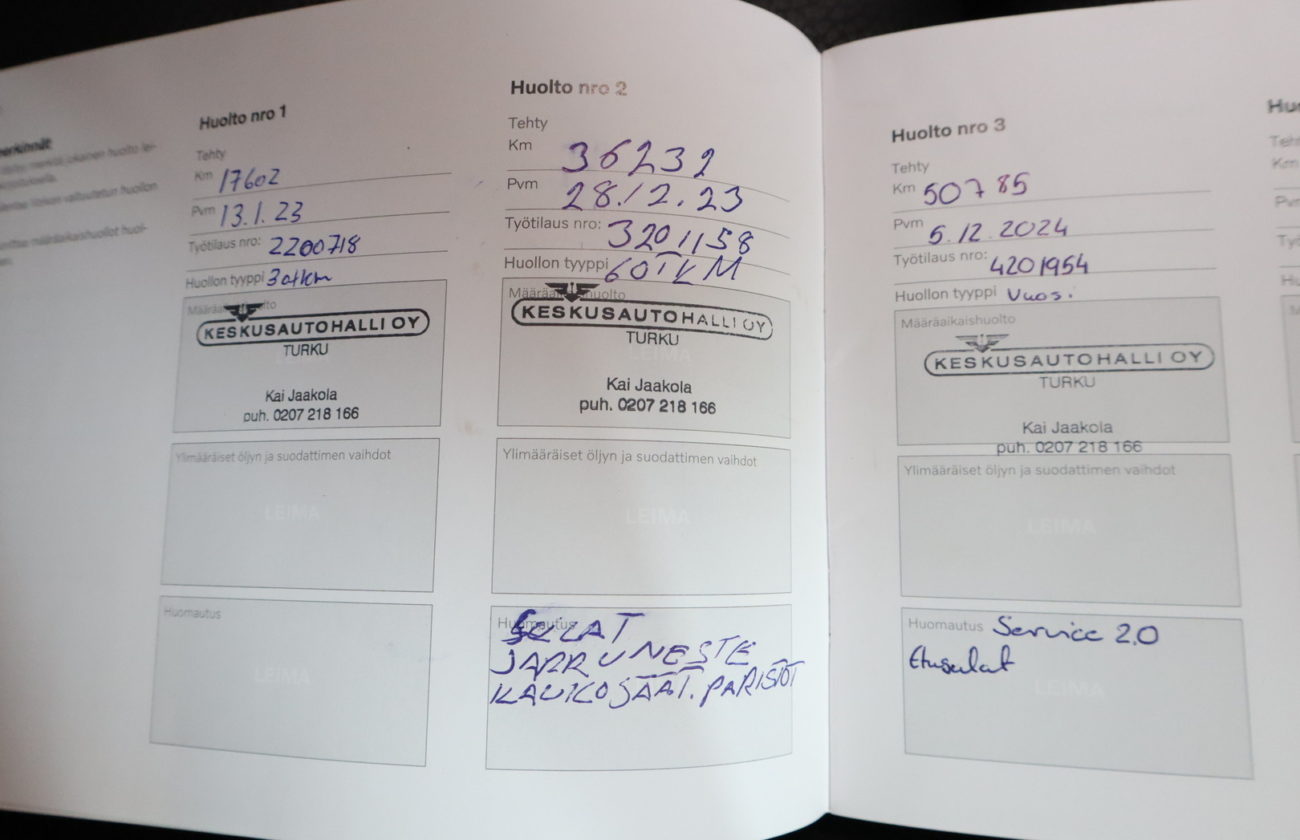 Huolto nro 1
Tehty
Km 17602
Pvm 13.1.23
Työtilaus nro: 2200718
Huollon tyyppi 30tkm
KESKUSAUTOHALLI OY
TURKU
Kai Jaakola
puh. 0207 218 166
Ylimääräiset öljyn ja suodattimen vaihdot
LEIMA
Huomautus
LEIMA
Huolto nro 2
Tehty
Km 36232
Pvm 28.12.23
Työtilaus nro: 3201158
Huollon tyyppi 60TKM
KESKUSAUTOHALLI OY
TURKU
LEIMA
Kai Jaakola
puh. 0207 218 166
Ylimääräiset öljyn ja suodattimen vaihdot
LEIMA
Huomautus
SULAT
JARRUNESTE
KAUKOSÄÄT. PARISTOT
Huolto nro 3
Tehty
Km 50785
Pvm 5.12.2024
Työtilaus nro: 4201954
Huollon tyyppi Vuos.
Määräaikaishuolto
KESKUSAUTOHALLI OY
TURKU
Kai Jaakola
puh. 0207 218 166
Ylimääräiset öljyn ja suodattimen vaihdot
LEIMA
Huomautus Service 2.0
Etusulat
LEIMA